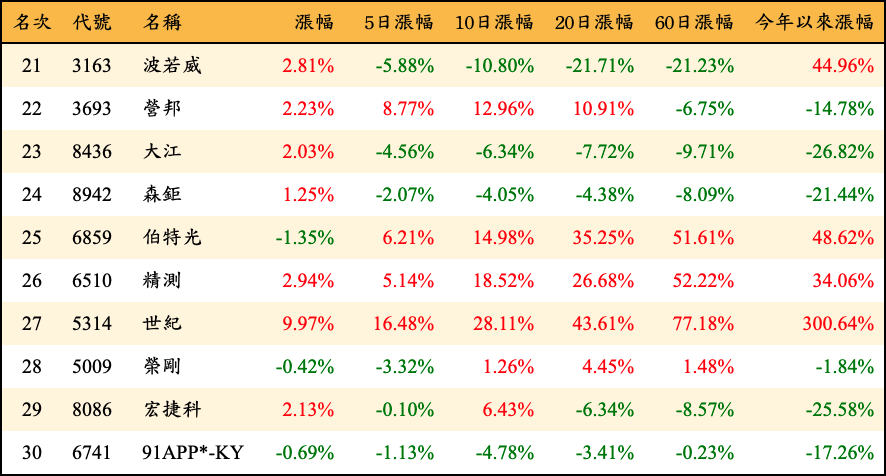 名次 代號 名稱 漲幅 5日漲幅 10日漲幅 20日漲幅 60日漲幅 今年以來漲幅
21 3163 波若威 2.81% -5.88% -10.80% -21.71% -21.23% 44.96%
22 3693 營邦 2.23% 8.77% 12.96% 10.91% -6.75% -14.78%
23 8436 大江 2.03% -4.56% -6.34% -7.72% -9.71% -26.82%
24 8942 森鉅 1.25% -2.07% -4.05% -4.38% -8.09% -21.44%
25 6859 伯特光 -1.35% 6.21% 14.98% 35.25% 51.61% 48.62%
26 6510 精測 2.94% 5.14% 18.52% 26.68% 52.22% 34.06%
27 5314 世紀 9.97% 16.48% 28.11% 43.61% 77.18% 300.64%
28 5009 榮剛 -0.42% -3.32% 1.26% 4.45% 1.48% -1.84%
29 8086 宏捷科 2.13% -0.10% 6.43% -6.34% -8.57% -25.58%
30 6741 91APP*-KY -0.69% -1.13% -4.78% -3.41% -0.23% -17.26%